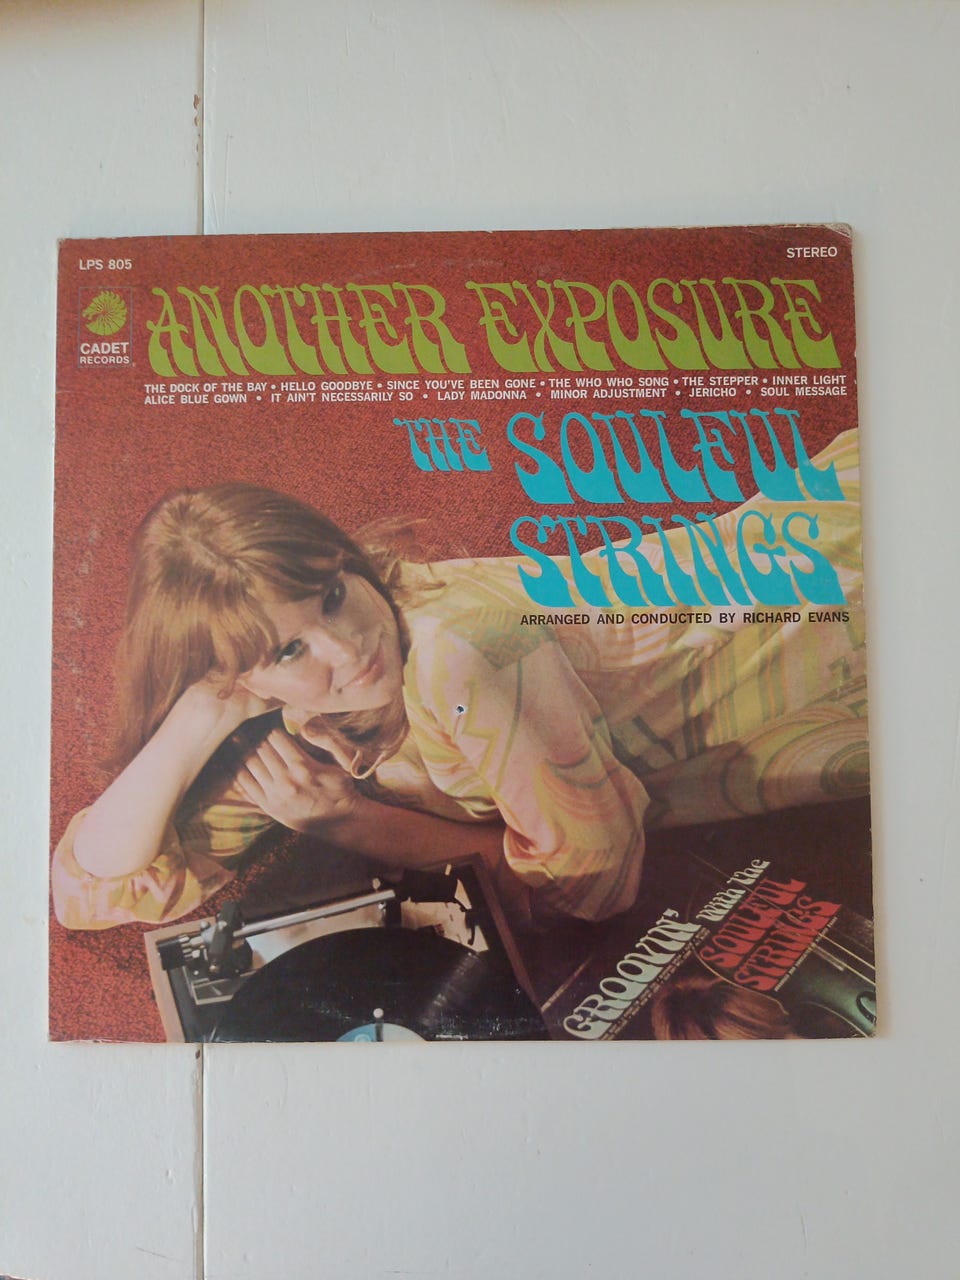 LPS 805
STEREO
CADET
RECORDS
ANOTHER EXPOSURE
THE DOCK OF THE BAY • HELLO GOODBYE • SINCE YOU'VE BEEN GONE • THE WHO WHO SONG • THE STEPPER • INNER LIGHT
ALICE BLUE GOWN • IT AIN'T NECESSARILY SO • LADY MADONNA • MINOR ADJUSTMENT • JERICHO • SOUL MESSAGE
THE SOULFUL
STRINGS
ARRANGED AND CONDUCTED BY RICHARD EVANS
GROOVIN' With the
SOULFUL
STRINGS